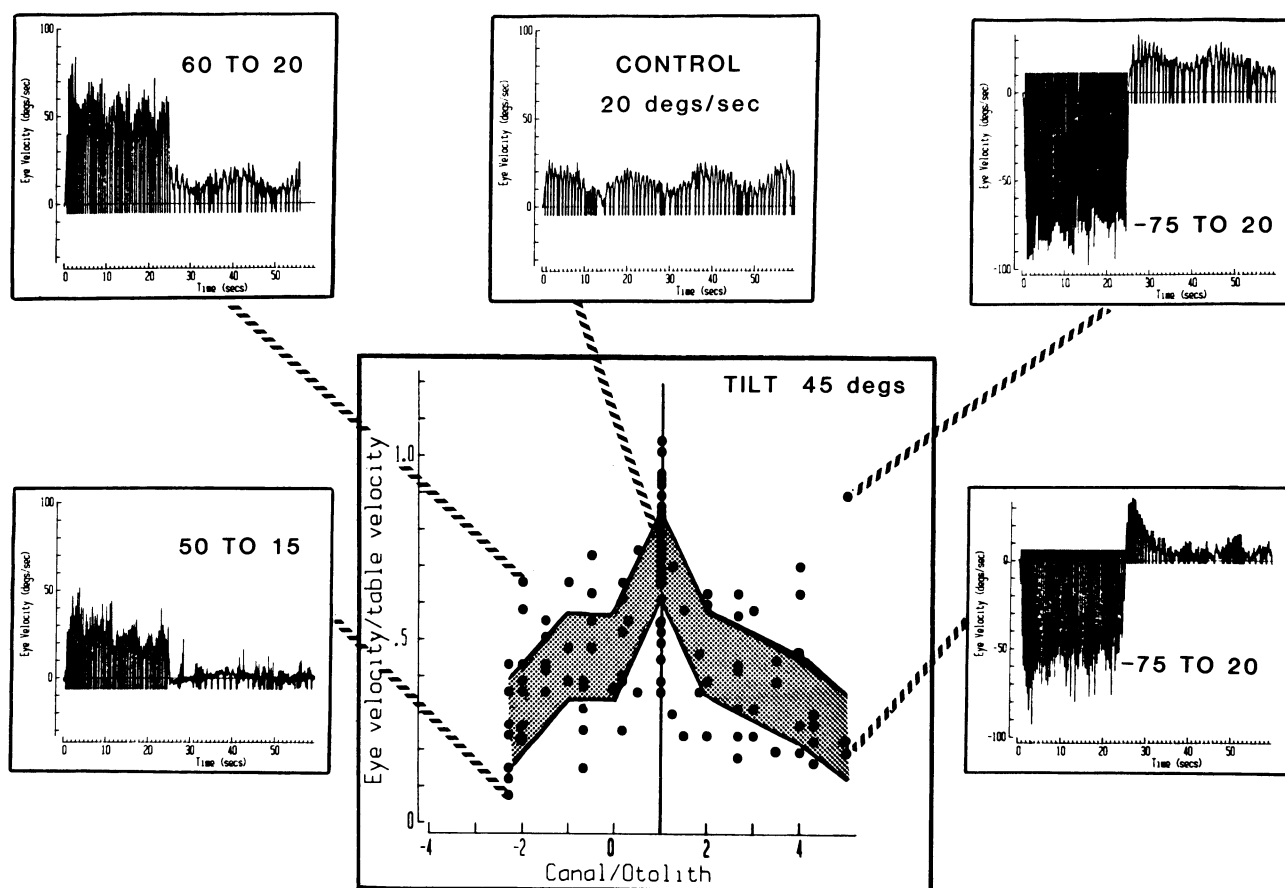 60 TO 20
Eye Velocity (degs/sec)
100
50
0
0 10 20 30 40 50
Time (secs)
CONTROL
20 degs/sec
Eye Velocity (degs/sec)
100
50
0
0 10 20 30 40 50
Time (secs)
-75 TO 20
Eye Velocity (degs/sec)
0
-50
-100
0 10 20 30 40 50
Time (secs)
50 TO 15
Eye Velocity (degs/sec)
100
50
0
0 10 20 30 40 50
Time (secs)
TILT 45 degs
Eye velocity/table velocity
1.0
.5
0
-4 -2 0 2 4
Canal/Otolith
-75 TO 20
Eye Velocity (degs/sec)
0
-50
-100
0 10 20 30 40 50
Time (secs)